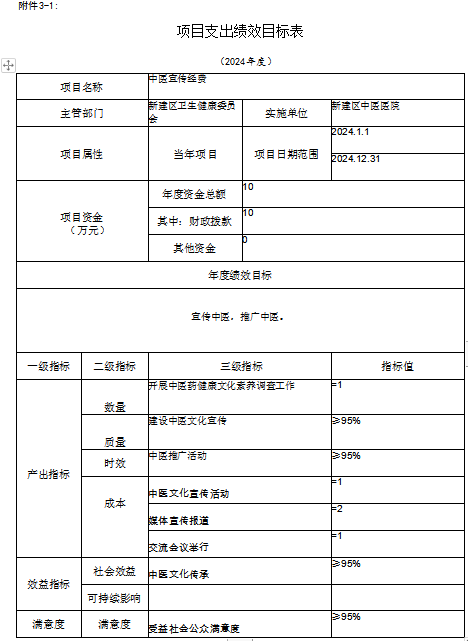 附件3-1：
项目支出绩效目标表
（2024年度）
项目名称 中医宣传经费
主管部门 新建区卫生健康委员会 实施单位 新建区中医医院
项目属性 当年项目 项目日期范围 2024.1.1
2024.12.31
项目资金
（万元）
年度资金总额 10
其中：财政拨款 10
其他资金 0
年度绩效目标
宣传中医，推广中医。
一级指标 二级指标 三级指标 指标值
产出指标 数量 开展中医药健康文化素养调查工作 =1
质量 建设中医文化宣传 ≥95%
时效 中医推广活动 ≥95%
成本 中医文化宣传活动 =1
媒体宣传报道 =2
交流会议举行 =1
效益指标 社会效益 中医文化传承 ≥95%
可持续影响
满意度 满意度 受益社会公众满意度 ≥95%